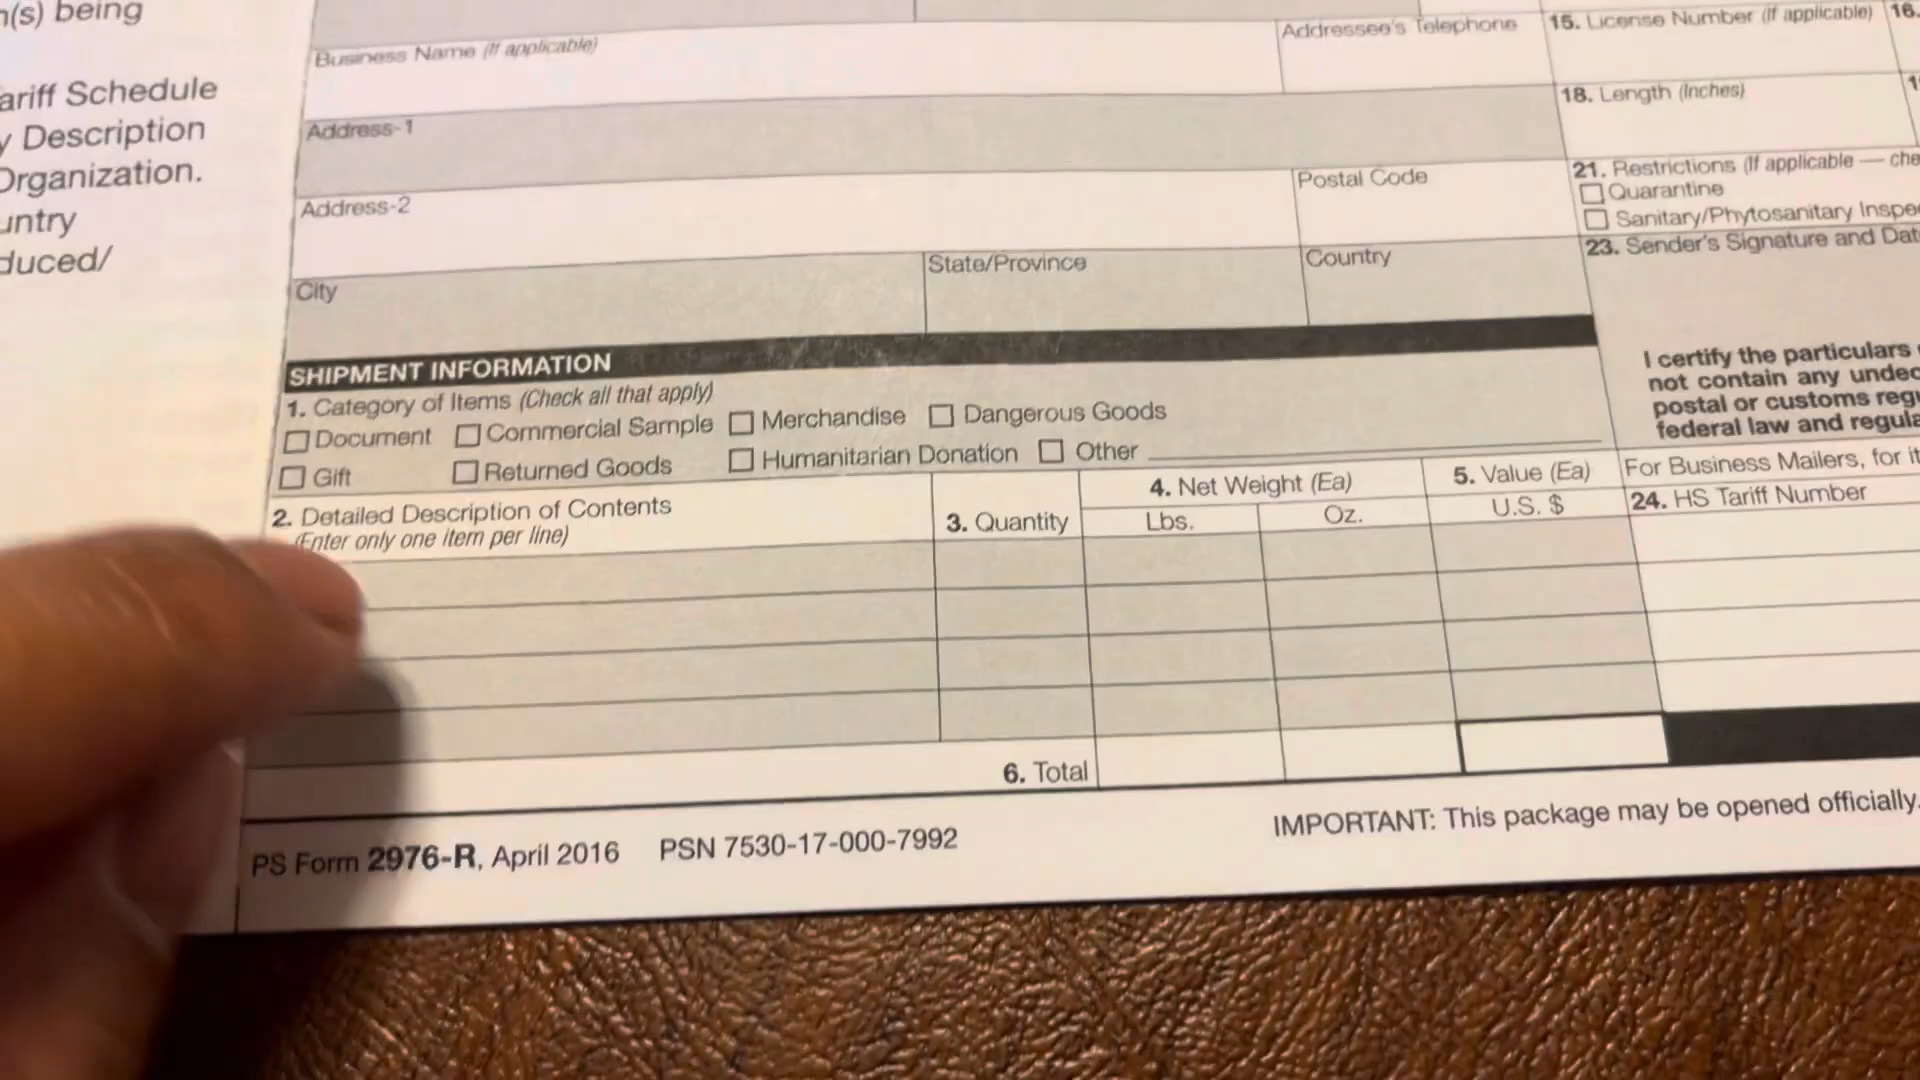 (s) being
ariff Schedule
y Description
Organization.
untry
duced/
Business Name (If applicable)
Addressee's Telephone
Address-1
Address-2
Postal Code
City
State/Province
Country
SHIPMENT INFORMATION
1. Category of Items (Check all that apply)
Document
Commercial Sample
Merchandise
Dangerous Goods
Gift
Returned Goods
Humanitarian Donation
Other
2. Detailed Description of Contents
(Enter only one item per line)
3. Quantity
4. Net Weight (Ea)
Lbs.
Oz.
5. Value (Ea)
U.S. $
6. Total
15. License Number (If applicable)
16.
18. Length (Inches)
21. Restrictions (If applicable — che
Quarantine
Sanitary/Phytosanitary Inspe
23. Sender's Signature and Dat
I certify the particulars
not contain any undec
postal or customs regu
federal law and regula
For Business Mailers, for it
24. HS Tariff Number
PS Form 2976-R, April 2016 PSN 7530-17-000-7992
IMPORTANT: This package may be opened officially.